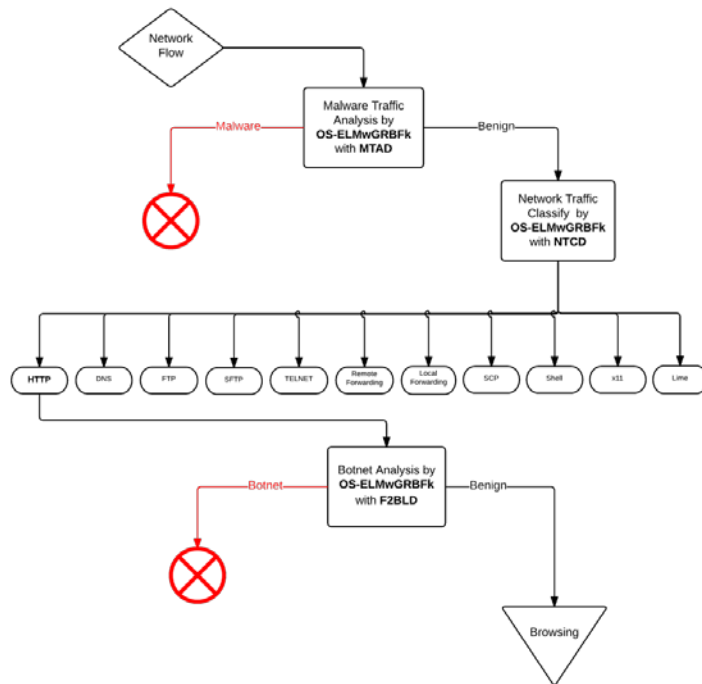 Network
Flow
Malware Traffic
Analysis by
OS-ELMwGRBFk
with MTAD
Malware
Benign
Network Traffic
Classify by
OS-ELMwGRBFk
with NTCD
HTTP
DNS
FTP
SFTP
TELNET
Remote
Forwarding
Local
Forwarding
SCP
Shell
x11
Lime
Botnet Analysis by
OS-ELMwGRBFk
with F2BLD
Botnet
Benign
Browsing